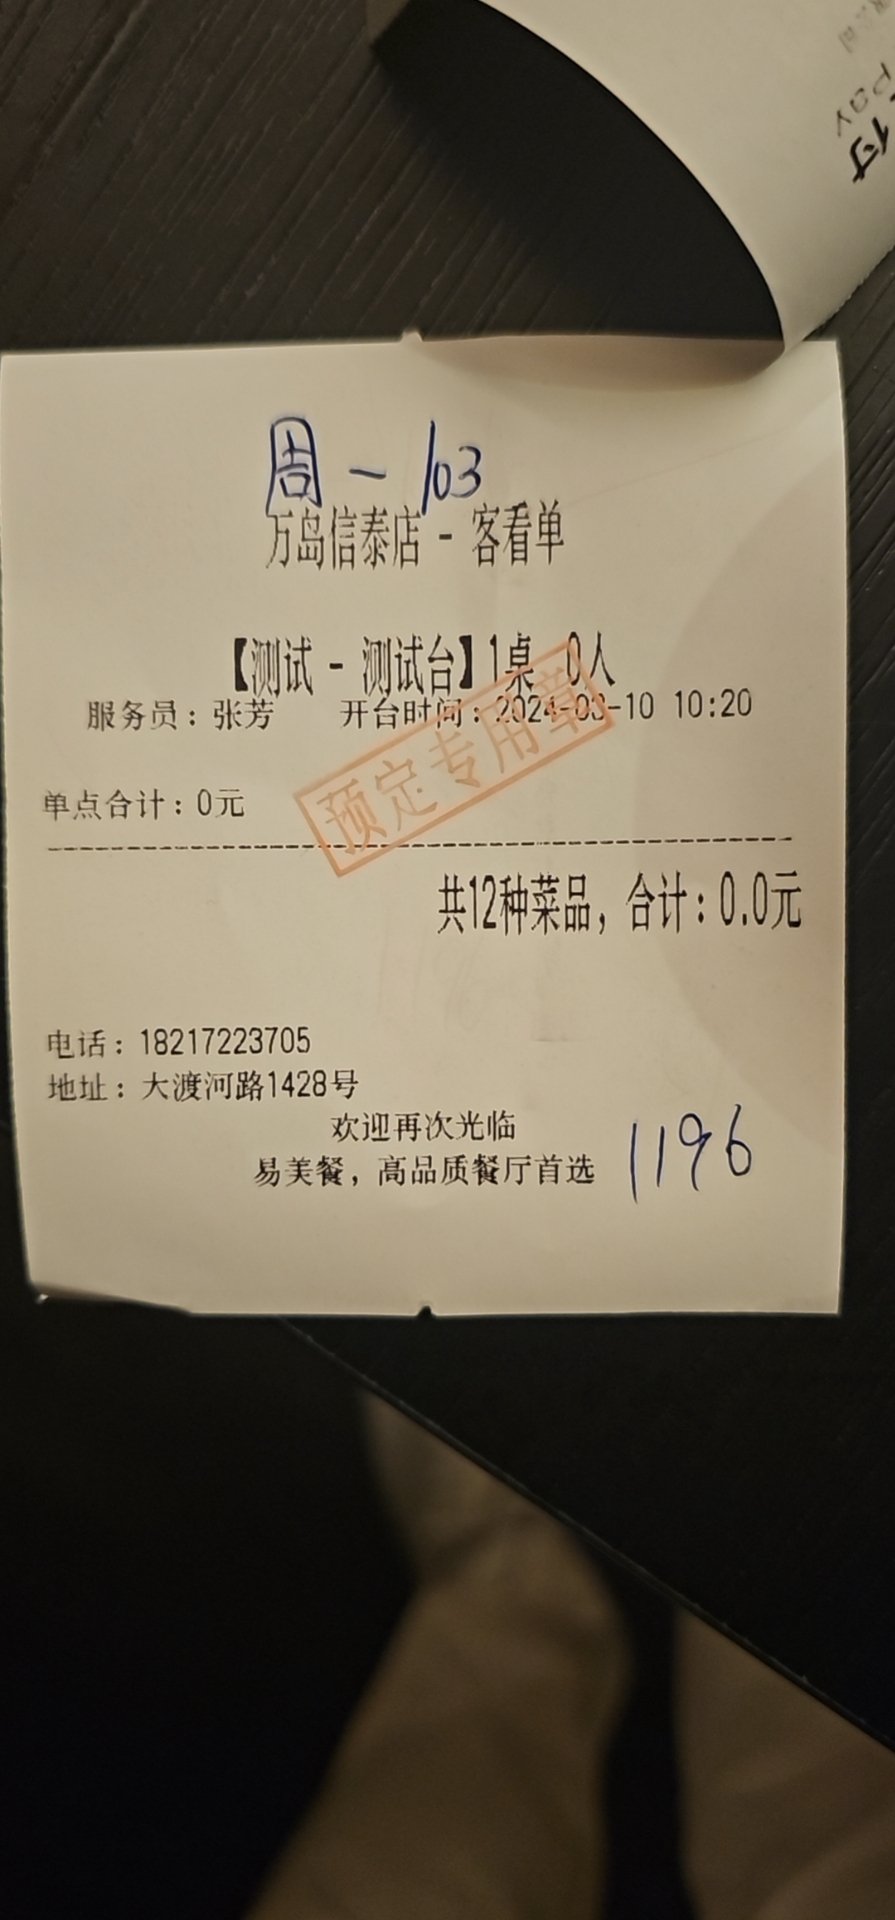 付
pay
周一 103
万岛信泰店 - 客看单
【测试 - 测试台】1桌 0人
服务员：张芳 开台时间：2024-03-10 10:20
预定专用章
单点合计：0元
共12种菜品，合计：0.0元
电话：18217223705
地址：大渡河路1428号
欢迎再次光临
易美餐，高品质餐厅首选
1196